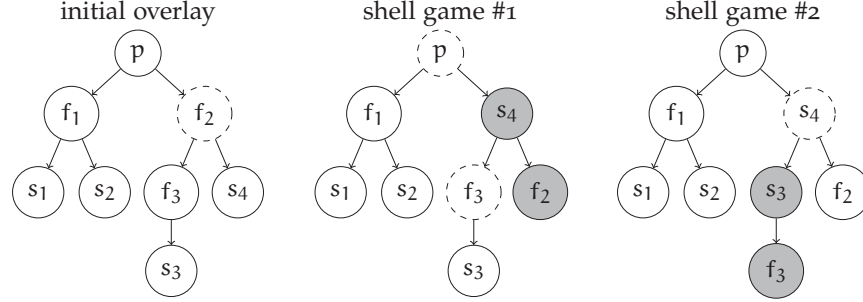 initial overlay
p
f₁ f₂
s₁ s₂ f₃ s₄
s₃
shell game #1
p
f₁ s₄
s₁ s₂ f₃ f₂
s₃
shell game #2
p
f₁ s₄
s₁ s₂ s₃ f₂
f₃